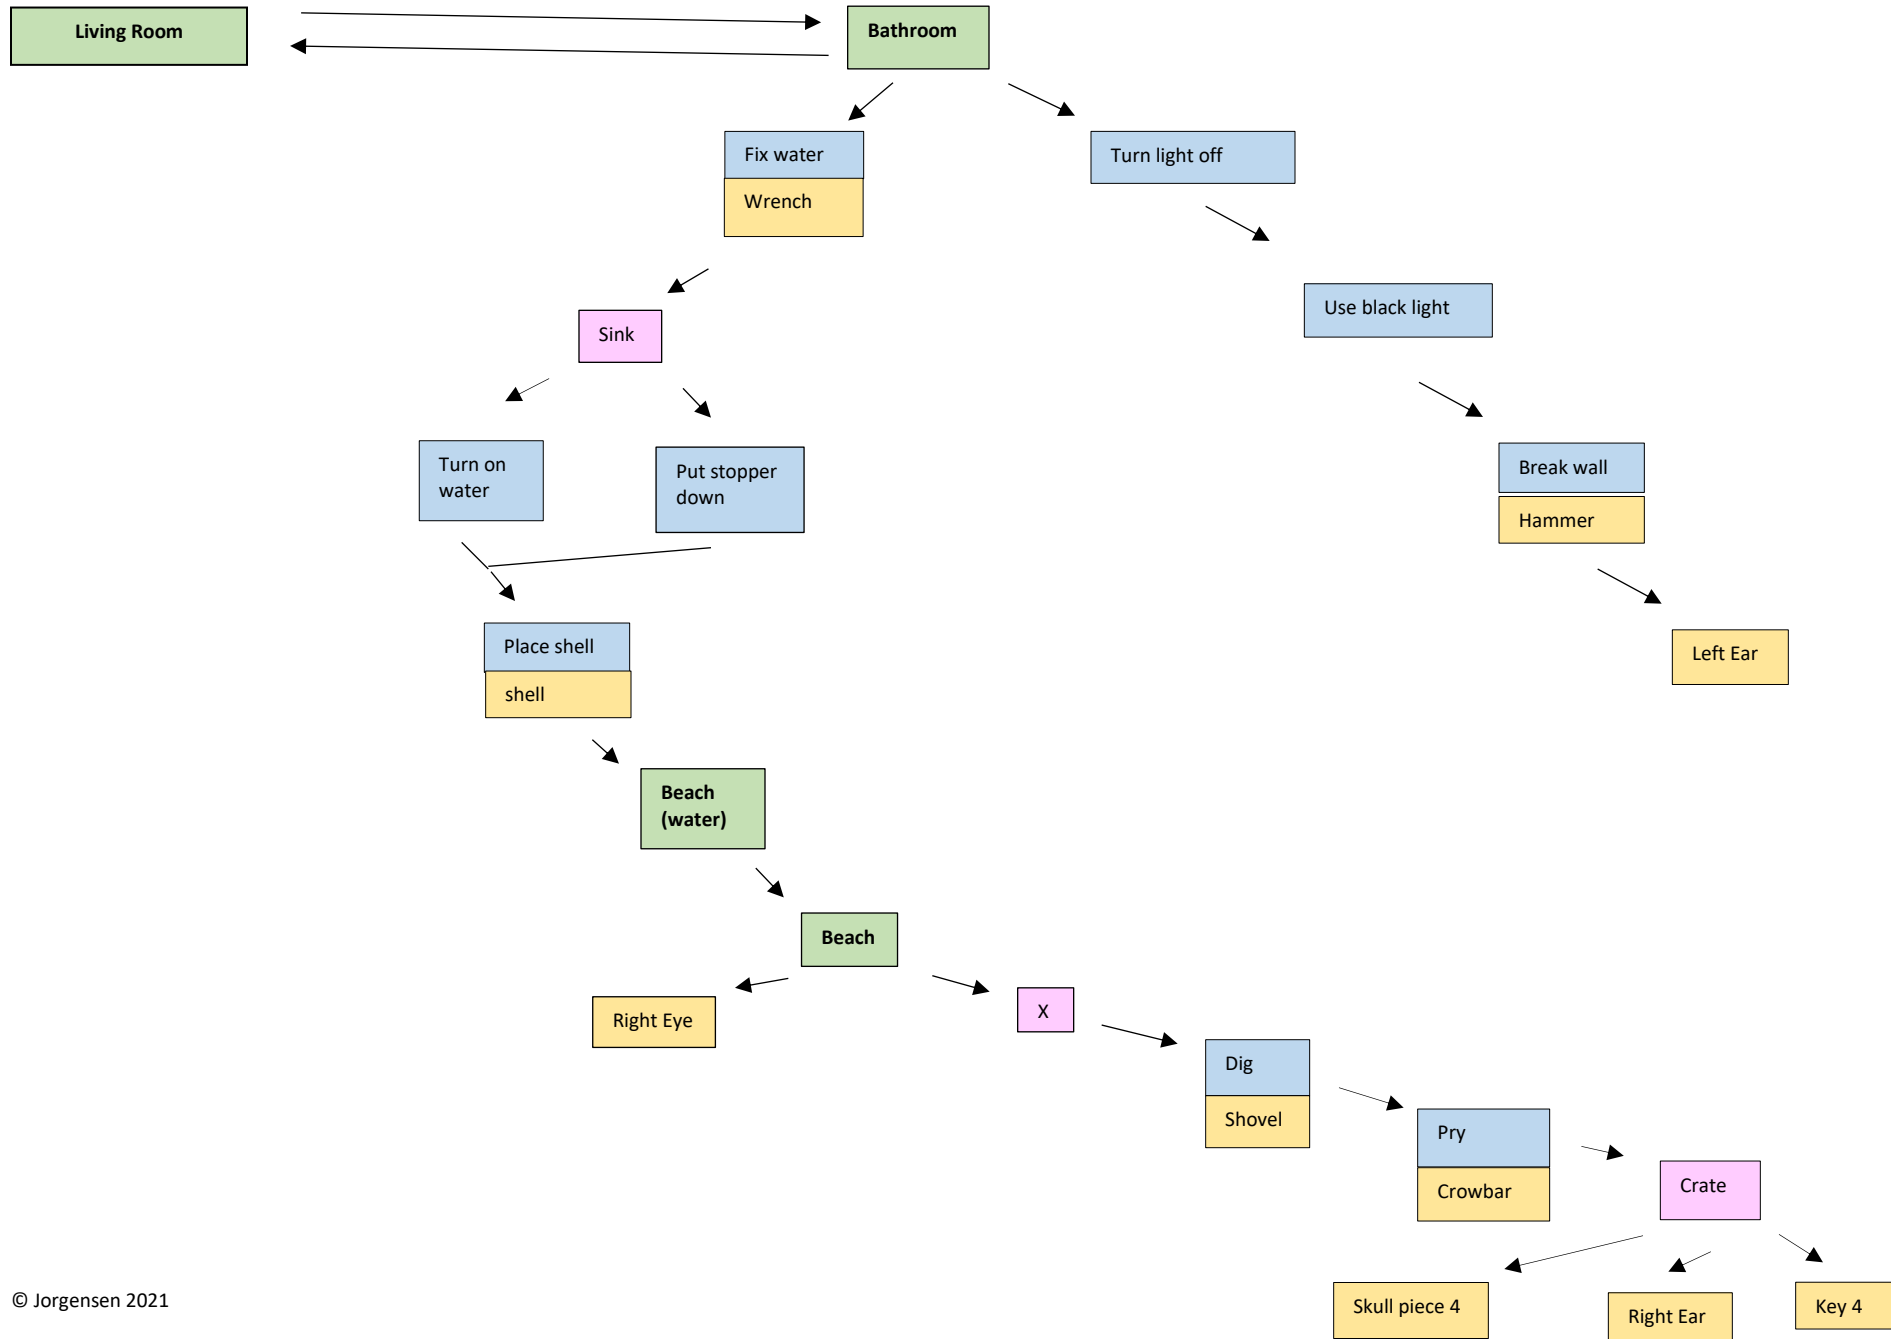 Living Room
Bathroom
Fix water
Wrench
Turn light off
Use black light
Sink
Turn on
water
Put stopper
down
Break wall
Hammer
Place shell
shell
Left Ear
Beach
(water)
Beach
Right Eye
X
Dig
Shovel
Pry
Crowbar
Crate
Skull piece 4
Right Ear
Key 4
© Jorgensen 2021